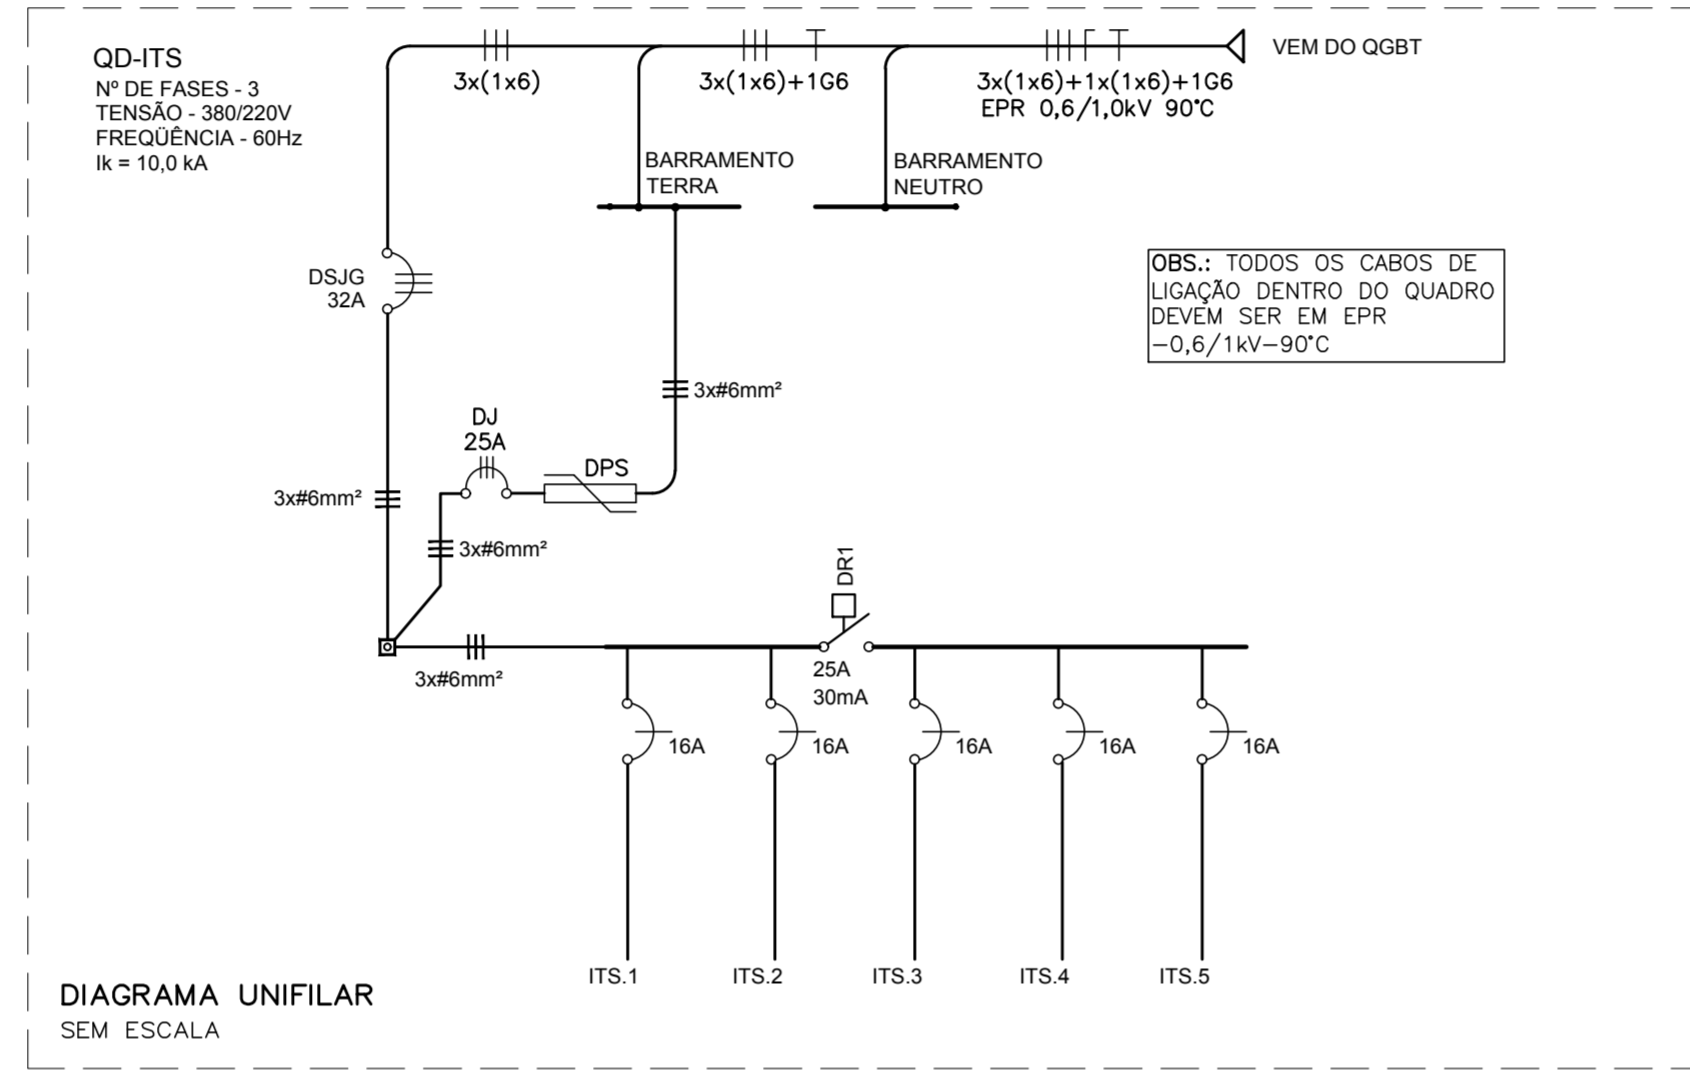 QD-ITS
Nº DE FASES - 3
TENSÃO - 380/220V
FREQÜÊNCIA - 60Hz
Ik = 10,0 kA
3x(1x6)
3x(1x6)+1G6
3x(1x6)+1x(1x6)+1G6
EPR 0,6/1,0kV 90°C
VEM DO QGBT
BARRAMENTO
TERRA
BARRAMENTO
NEUTRO
OBS.: TODOS OS CABOS DE
LIGAÇÃO DENTRO DO QUADRO
DEVEM SER EM EPR
-0,6/1kV-90°C
DSJG
32A
3x#6mm²
DJ
25A
DPS
3x#6mm²
3x#6mm²
DR1
3x#6mm²
25A
30mA
16A
16A
16A
16A
16A
ITS.1
ITS.2
ITS.3
ITS.4
ITS.5
DIAGRAMA UNIFILAR
SEM ESCALA